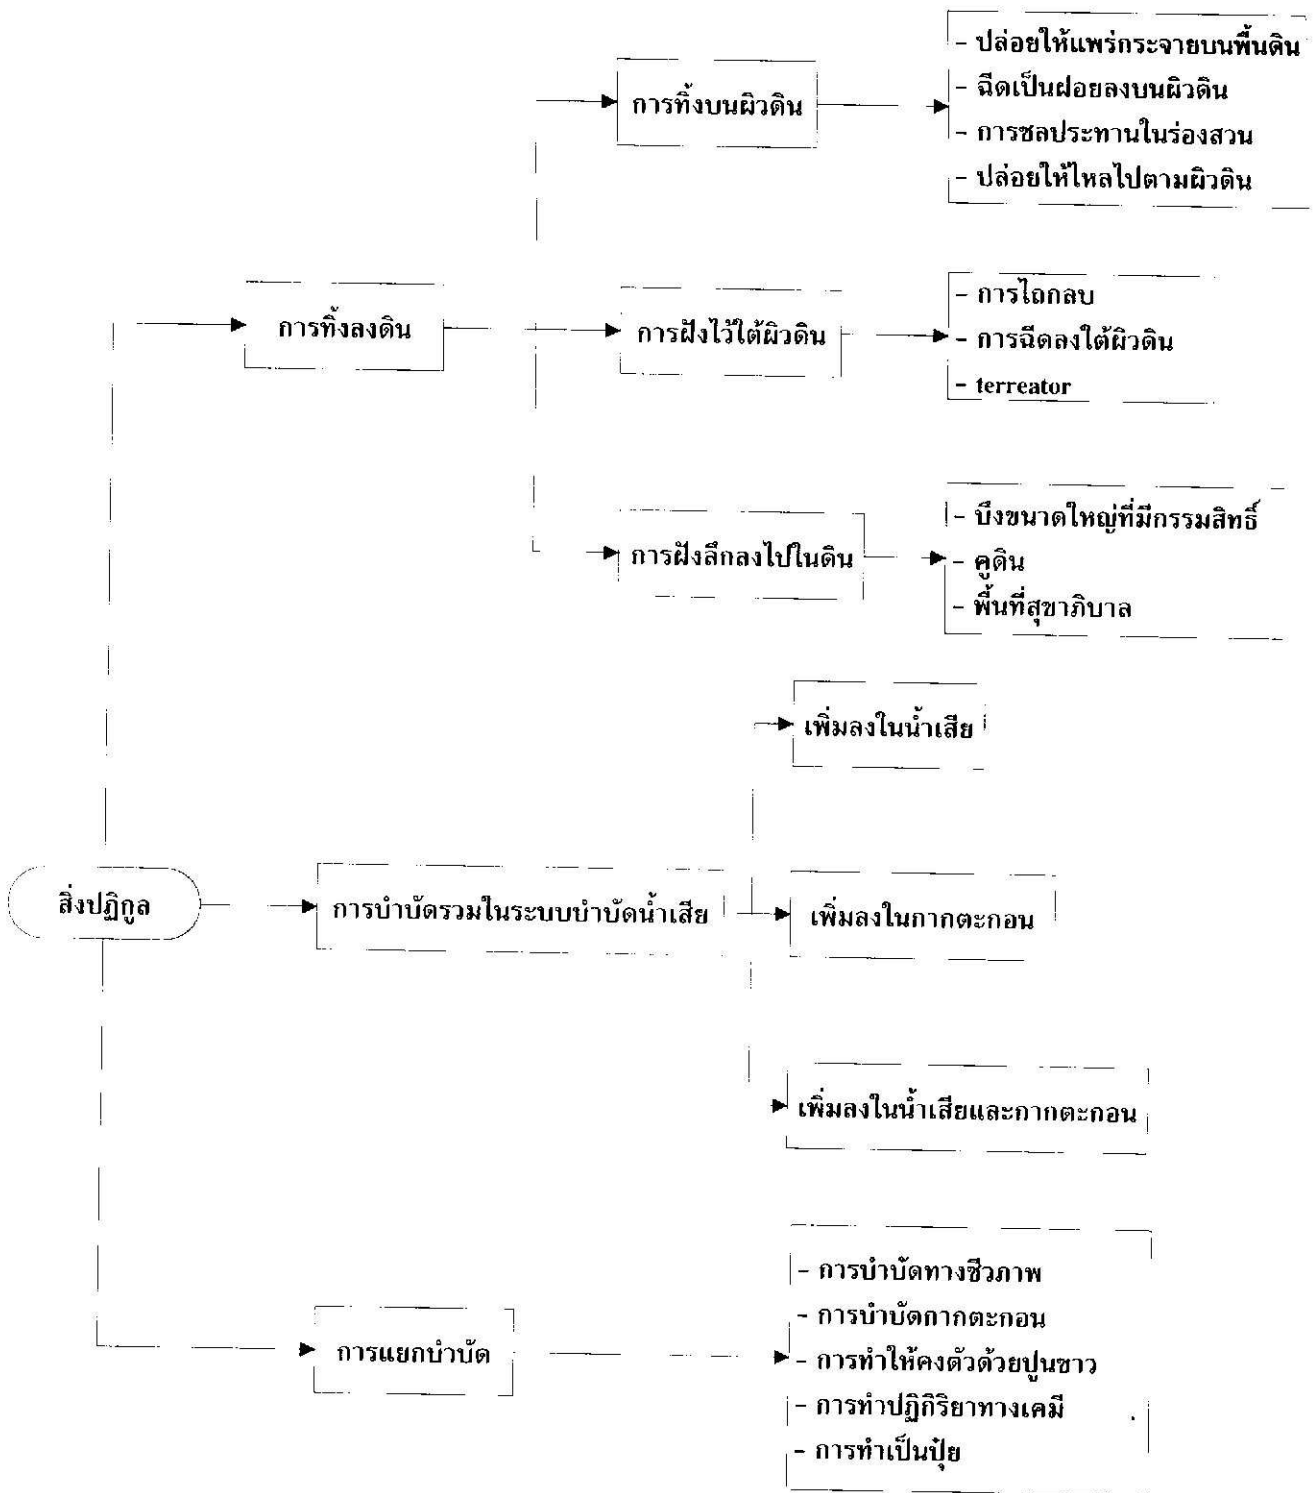 - ปล่อยให้แพร่กระจายบนพื้นดิน
การทิ้งบนผิวดิน
- ฉีดเป็นฝอยลงบนผิวดิน
- การชลประทานในร่องสวน
- ปล่อยให้ไหลไปตามผิวดิน
การทิ้งลงดิน
การฝังไว้ใต้ผิวดิน
- การไถกลบ
- การฉีดลงใต้ผิวดิน
- terreator
การฝังลึกลงไปในดิน
- บึงขนาดใหญ่ที่มีกรรมสิทธิ์
- คูดิน
- พื้นที่สุขาภิบาล
เพิ่มลงในน้ำเสีย
สิ่งปฏิกูล
การบำบัดรวมในระบบบำบัดน้ำเสีย
เพิ่มลงในกากตะกอน
เพิ่มลงในน้ำเสียและกากตะกอน
การแยกบำบัด
- การบำบัดทางชีวภาพ
- การบำบัดกากตะกอน
- การทำให้คงตัวด้วยปูนขาว
- การทำปฏิกิริยาทางเคมี
- การทำเป็นปุ๋ย